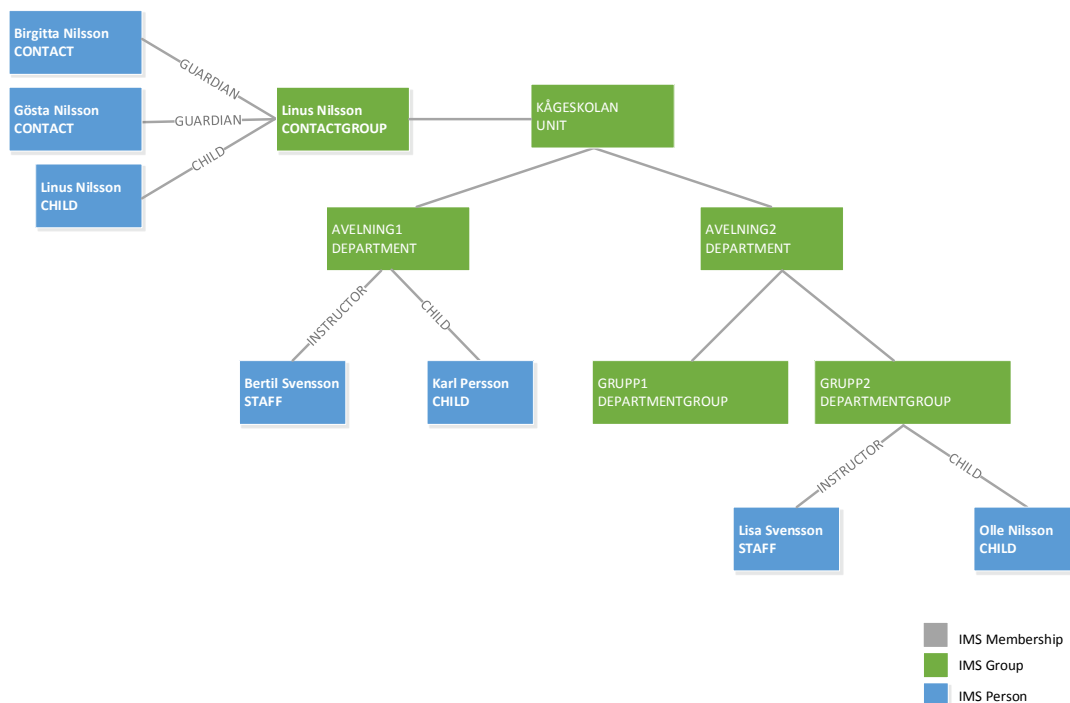 Birgitta Nilsson
CONTACT
GUARDIAN
Gösta Nilsson
CONTACT
GUARDIAN
Linus Nilsson
CONTACTGROUP
KÅGESKOLAN
UNIT
CHILD
Linus Nilsson
CHILD
AVELNING1
DEPARTMENT
AVELNING2
DEPARTMENT
INSTRUCTOR
CHILD
Bertil Svensson
STAFF
Karl Persson
CHILD
GRUPP1
DEPARTMENTGROUP
GRUPP2
DEPARTMENTGROUP
INSTRUCTOR
CHILD
Lisa Svensson
STAFF
Olle Nilsson
CHILD
IMS Membership
IMS Group
IMS Person